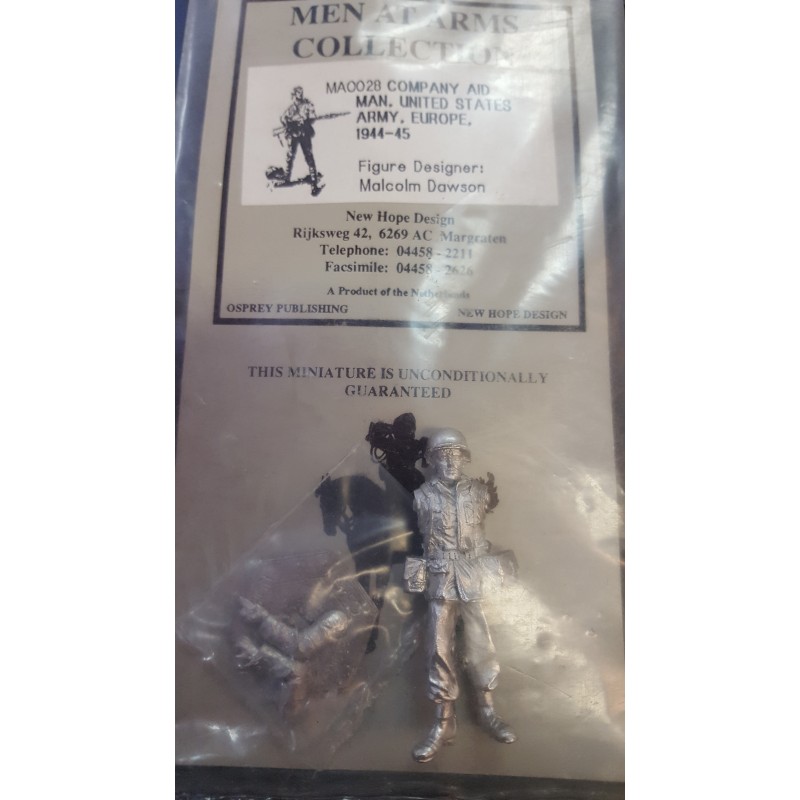 MEN AT ARMS
COLLECTION
MA0028 COMPANY AID
MAN, UNITED STATES
ARMY, EUROPE,
1944-45
Figure Designer:
Malcolm Dawson
New Hope Design
Rijksweg 42, 6269 AC Margraten
Telephone: 04458 - 2211
Facsimile: 04458 - 2626
A Product of the Netherlands
OSPREY PUBLISHING
NEW HOPE DESIGN
THIS MINIATURE IS UNCONDITIONALLY
GUARANTEED